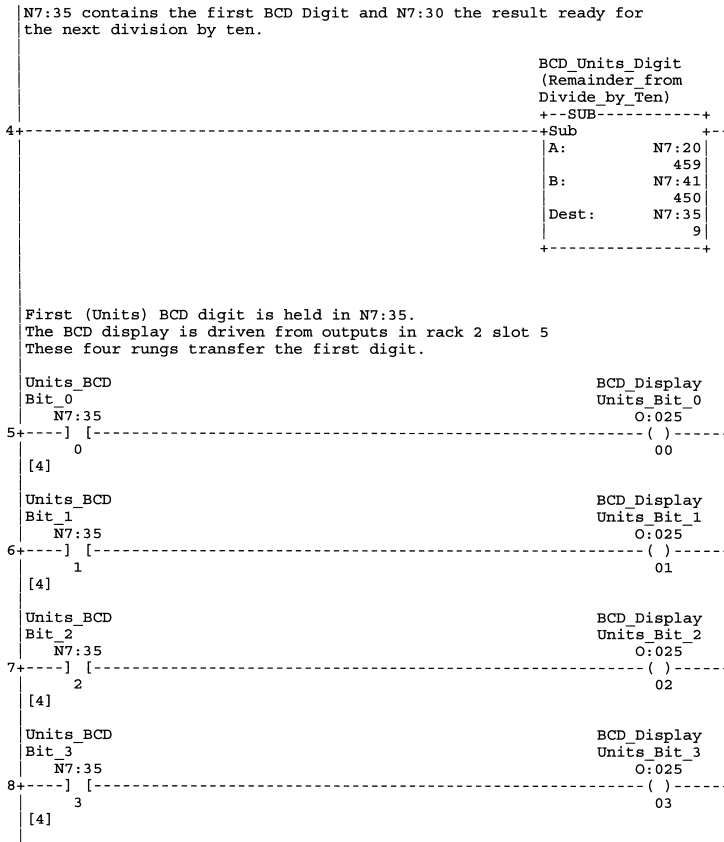 N7:35 contains the first BCD Digit and N7:30 the result ready for
the next division by ten.
BCD_Units_Digit
(Remainder_from
Divide_by_Ten)
+--SUB-----------+
4+-----------------------------------------------------+Sub +--
A: N7:20
459
B: N7:41
450
Dest: N7:35
9
+----------------+
First (Units) BCD digit is held in N7:35.
The BCD display is driven from outputs in rack 2 slot 5
These four rungs transfer the first digit.
Units_BCD BCD_Display
Bit_0 Units_Bit_0
N7:35 O:025
5+----] [---------------------------------------------------------( )------
0 00
[4]
Units_BCD BCD_Display
Bit_1 Units_Bit_1
N7:35 O:025
6+----] [---------------------------------------------------------( )------
1 01
[4]
Units_BCD BCD_Display
Bit_2 Units_Bit_2
N7:35 O:025
7+----] [---------------------------------------------------------( )------
2 02
[4]
Units_BCD BCD_Display
Bit_3 Units_Bit_3
N7:35 O:025
8+----] [---------------------------------------------------------( )------
3 03
[4]